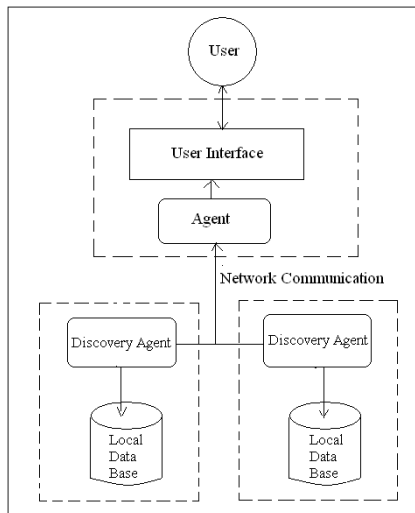 User
User Interface
Agent
Network Communication
Discovery Agent
Discovery Agent
Local
Data
Base
Local
Data
Base